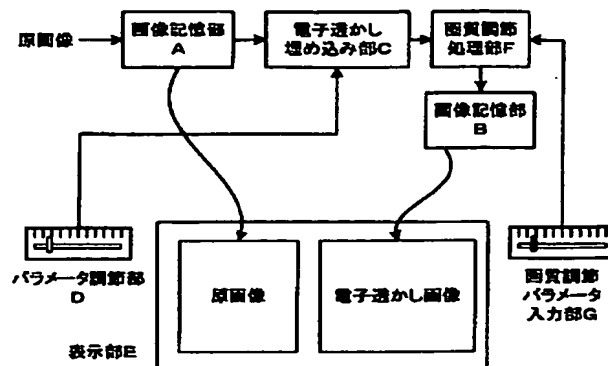 原画像
画像記憶部
A
電子透かし
埋め込み部C
画質調節
処理部F
画像記憶部
B
パラメータ調節部
D
原画像
電子透かし画像
画質調節
パラメータ
入力部G
表示部E